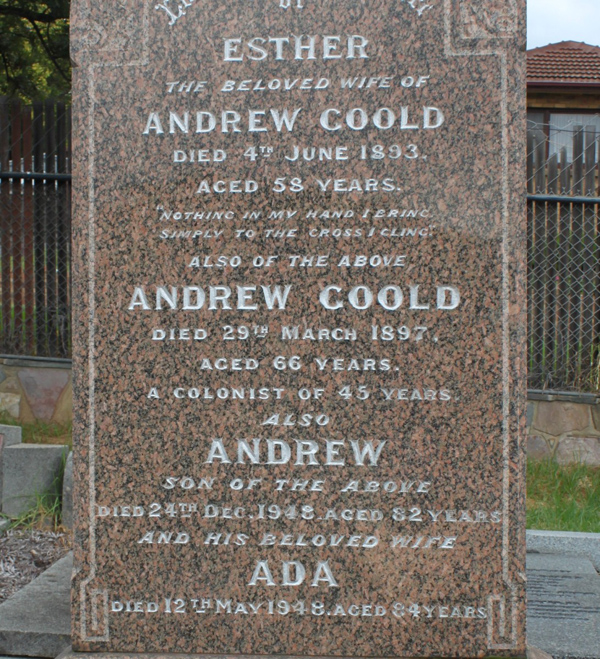 OF
ESTHER
THE BELOVED WIFE OF
ANDREW COOLD
DIED 4TH JUNE 1893.
AGED 58 YEARS.
"NOTHING IN MY HAND I BRING
SIMPLY TO THE CROSS I CLING".
ALSO OF THE ABOVE
ANDREW COOLD
DIED 29TH MARCH 1897.
AGED 66 YEARS.
A COLONIST OF 45 YEARS.
ALSO
ANDREW
SON OF THE ABOVE
DIED 24TH DEC. 1948. AGED 82 YEARS
AND HIS BELOVED WIFE
ADA
DIED 12TH MAY 1948. AGED 84 YEARS